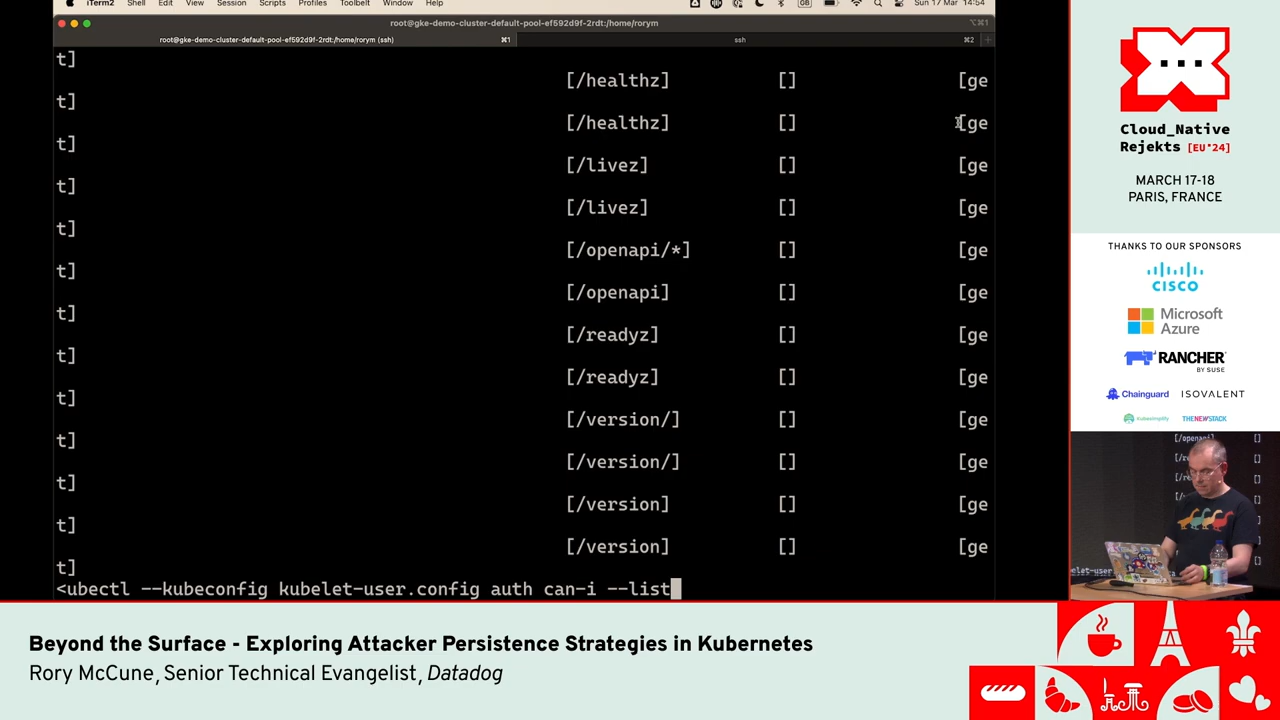 iTerm2 Shell Edit View Session Scripts Profiles Toolbelt Window Help
Sun 17 Mar 14:54
root@gke-demo-cluster-default-pool-ef592d9f-2rdt:/home/rorym
⌥⌘1
root@gke-demo-cluster-default-pool-ef592d9f-2rdt:/home/rorym (ssh) ⌘1 ssh ⌘2
t]
[/healthz] [] [ge
t]
[/healthz] [] [ge
t]
[/livez] [] [ge
t]
[/livez] [] [ge
t]
[/openapi/*] [] [ge
t]
[/openapi] [] [ge
t]
[/readyz] [] [ge
t]
[/readyz] [] [ge
t]
[/version/] [] [ge
t]
[/version/] [] [ge
t]
[/version] [] [ge
t]
[/version] [] [ge
t]
<ubectl --kubeconfig kubelet-user.config auth can-i --list
Cloud_Native
Rejekts [EU'24]
MARCH 17-18
PARIS, FRANCE
THANKS TO OUR SPONSORS
CISCO
Microsoft
Azure
RANCHER
BY SUSE
Chainguard ISOVALENT
Kubesimplify THENEWSTACK
[/openapi] []
Beyond the Surface - Exploring Attacker Persistence Strategies in Kubernetes
Rory McCune, Senior Technical Evangelist, Datadog